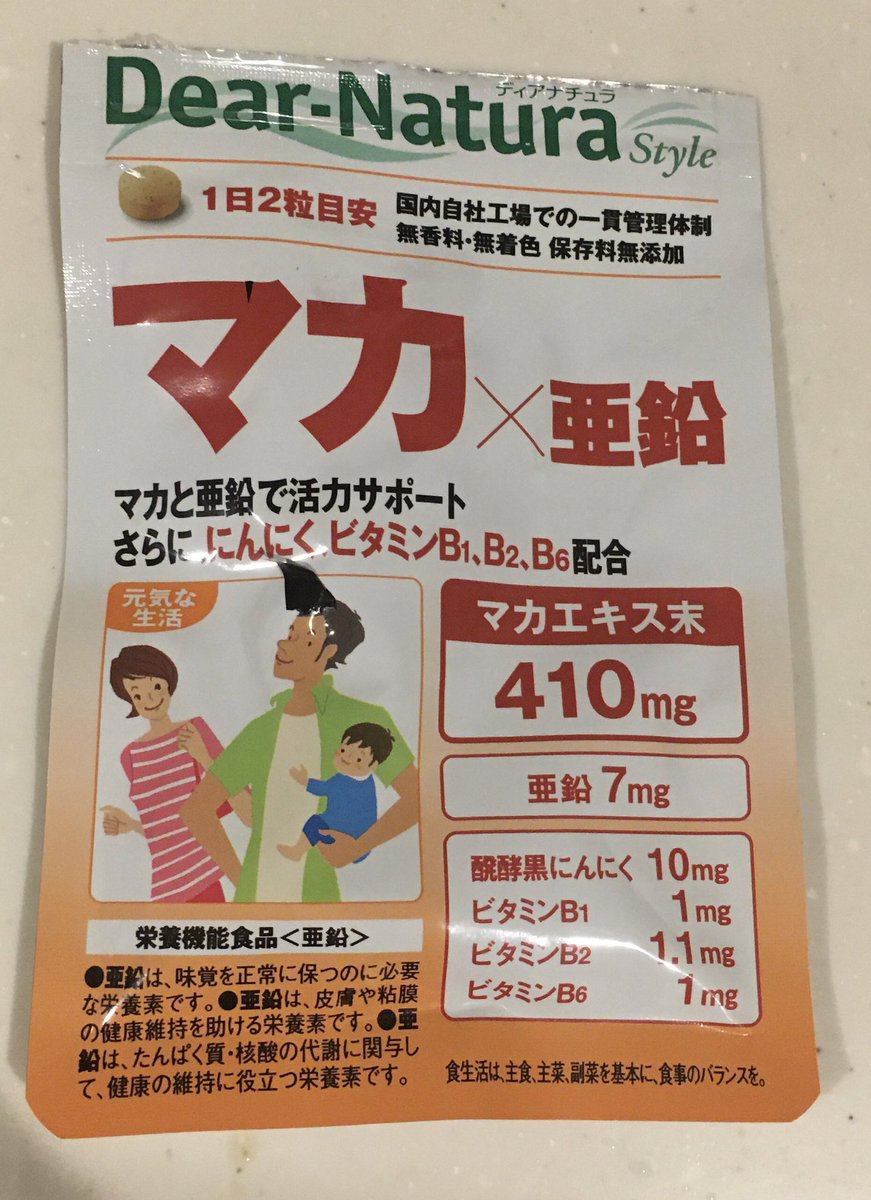 Dear-Natura
ディアナチュラ
Style
1日2粒目安
国内自社工場での一貫管理体制
無香料・無着色 保存料無添加
マカ×亜鉛
マカと亜鉛で活力サポート
さらに、にんにく、ビタミンB1、B2、B6配合
元気な
生活
マカエキス末
410mg
亜鉛 7mg
醗酵黒にんにく 10mg
ビタミンB1 1mg
ビタミンB2 1.1mg
ビタミンB6 1mg
栄養機能食品＜亜鉛＞
●亜鉛は、味覚を正常に保つのに必要
な栄養素です。●亜鉛は、皮膚や粘膜
の健康維持を助ける栄養素です。●亜
鉛は、たんぱく質・核酸の代謝に関与し
て、健康の維持に役立つ栄養素です。
食生活は、主食、主菜、副菜を基本に、食事のバランスを。